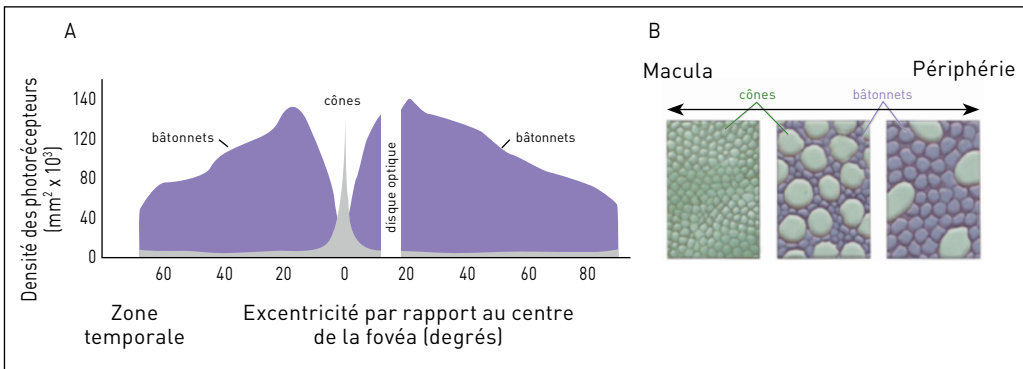 A
Densité des photorécepteurs
(mm² x 10³)
140
120
80
40
0
bâtonnets
cônes
disque optique
bâtonnets
60
40
20
0
20
40
60
80
Zone
temporale
Excentricité par rapport au centre
de la fovéa (degrés)
B
Macula
Périphérie
cônes
bâtonnets